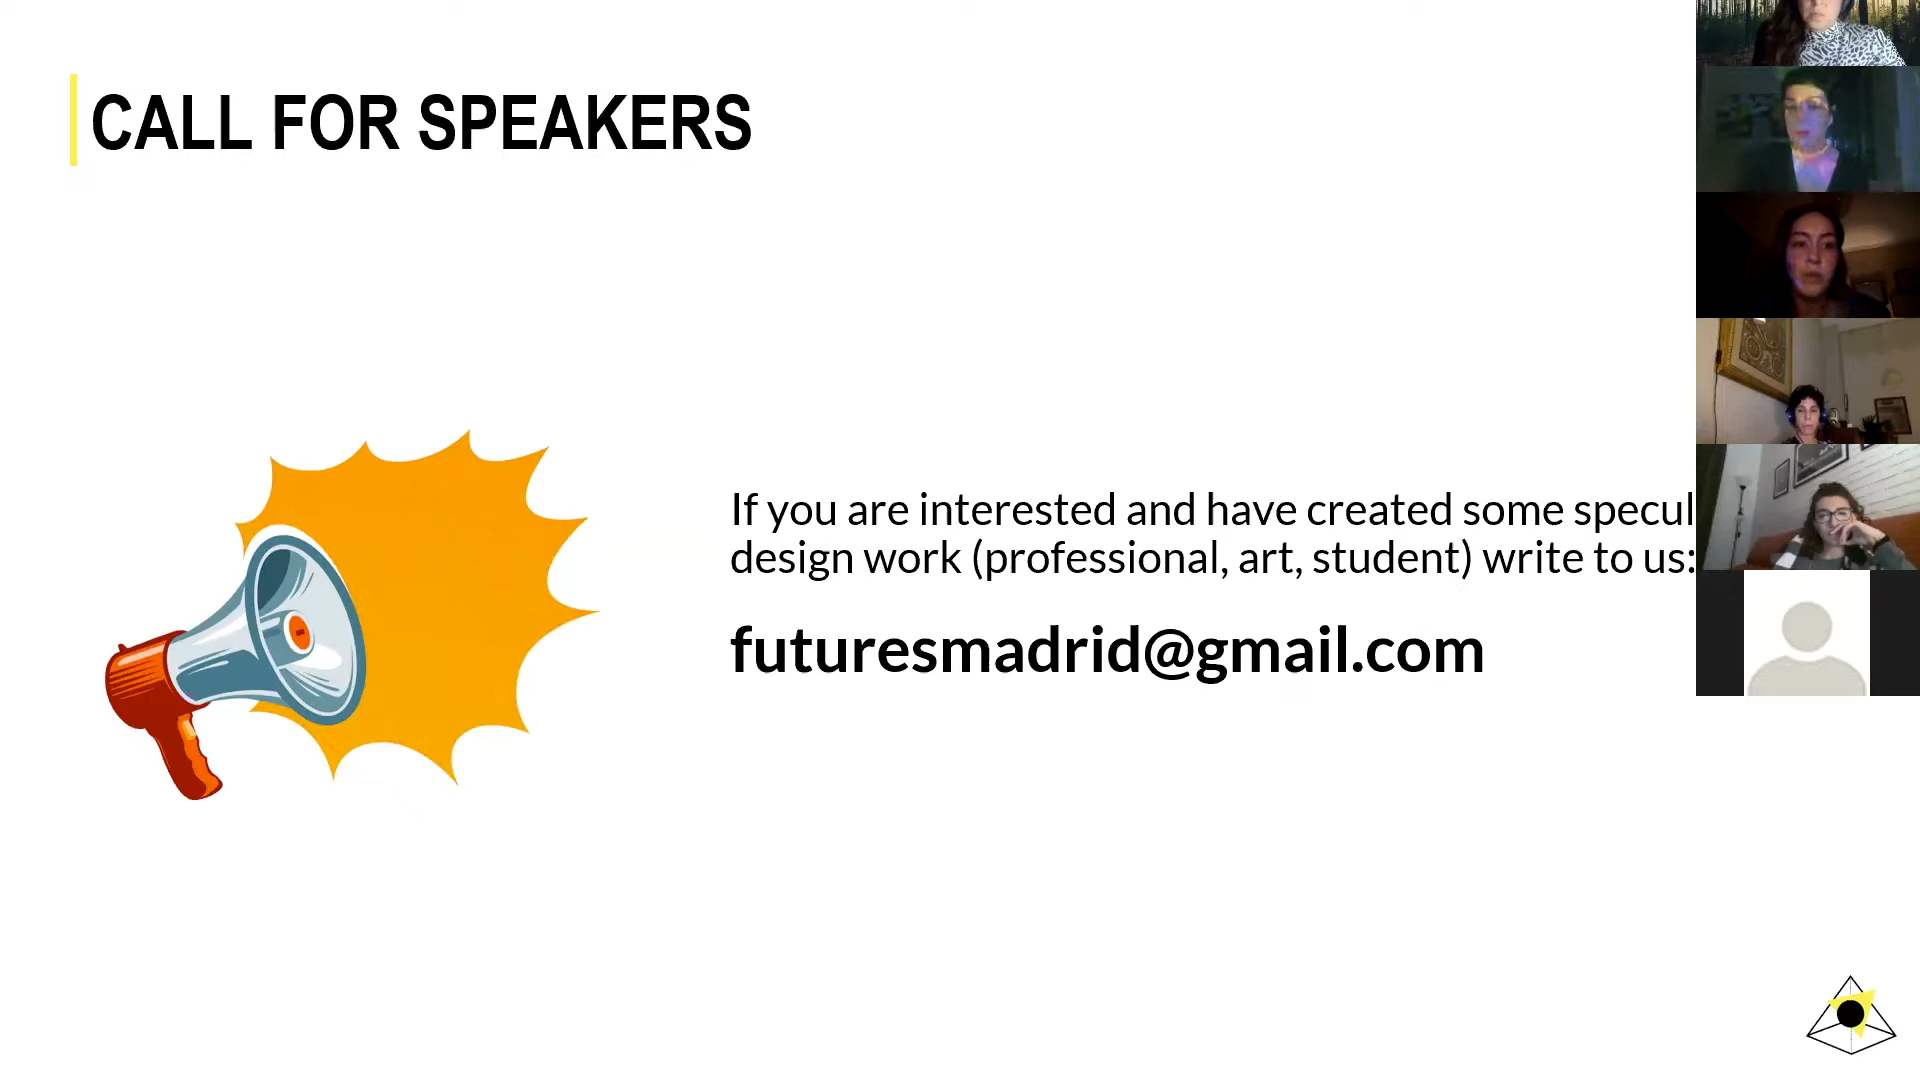 CALL FOR SPEAKERS
If you are interested and have created some specul
design work (professional, art, student) write to us:
futuresmadrid@gmail.com